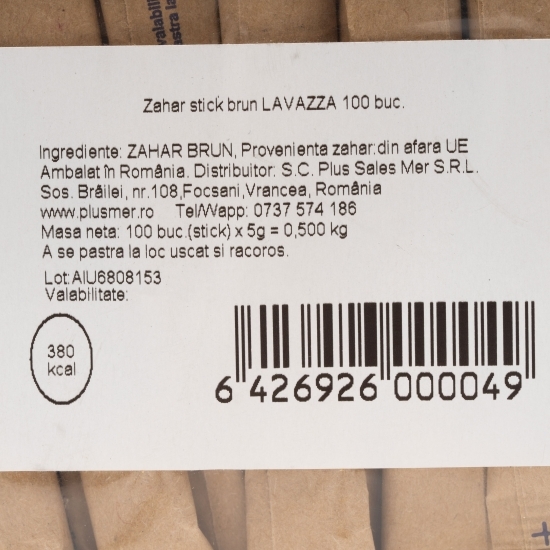 valabil
astra la
Zahar stick brun LAVAZZA 100 buc.
Ingrediente: ZAHAR BRUN, Provenienta zahar:din afara UE
Ambalat în România. Distribuitor: S.C. Plus Sales Mer S.R.L.
Sos. Brăilei, nr.108,Focsani,Vrancea, România
www.plusmer.ro Tel/Wapp: 0737 574 186
Masa neta: 100 buc.(stick) x 5g = 0,500 kg
A se pastra la loc uscat si racoros.
Lot:AIU6808153
Valabilitate:
380
kcal
6 426926 000049